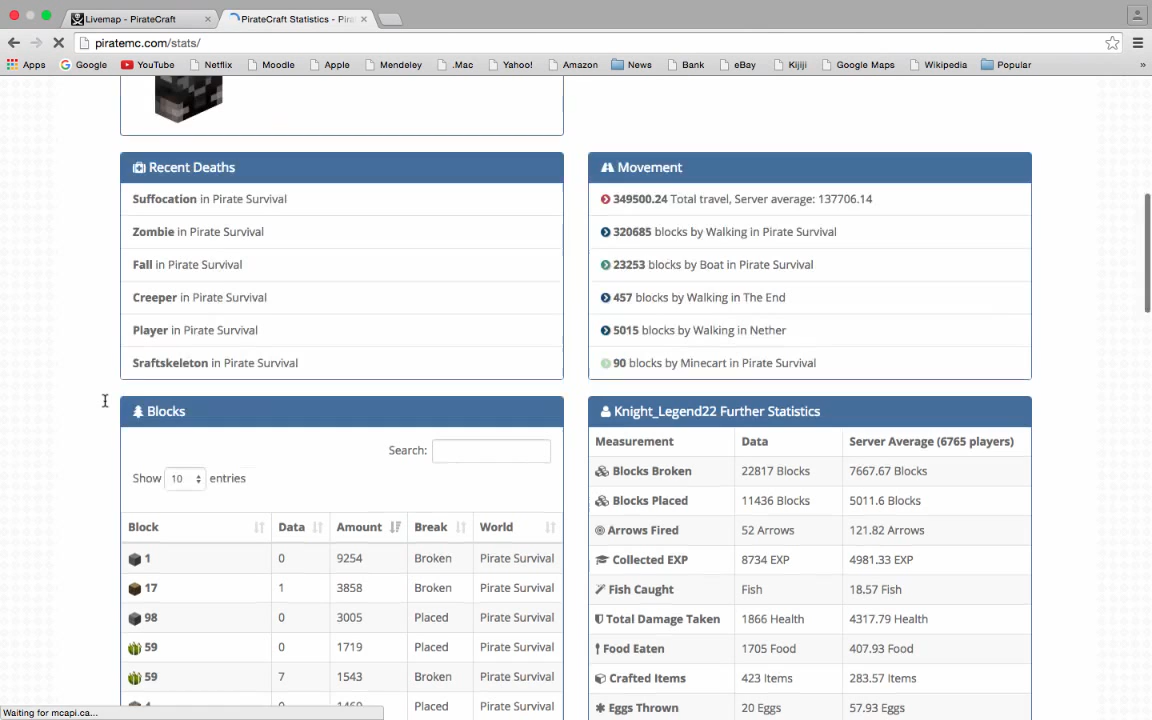 Livemap - PirateCraft
PirateCraft Statistics - Pira
piratemc.com/stats/
Apps Google YouTube Netflix Moodle Apple Mendeley .Mac Yahoo! Amazon News Bank eBay Kijiji Google Maps Wikipedia Popular »
Recent Deaths
Suffocation in Pirate Survival
Zombie in Pirate Survival
Fall in Pirate Survival
Creeper in Pirate Survival
Player in Pirate Survival
Sraftskeleton in Pirate Survival
Movement
349500.24 Total travel, Server average: 137706.14
320685 blocks by Walking in Pirate Survival
23253 blocks by Boat in Pirate Survival
457 blocks by Walking in The End
5015 blocks by Walking in Nether
90 blocks by Minecart in Pirate Survival
Blocks
Search:
Show 10 entries
Block Data Amount Break World
1 0 9254 Broken Pirate Survival
17 1 3858 Broken Pirate Survival
98 0 3005 Placed Pirate Survival
59 0 1719 Placed Pirate Survival
59 7 1543 Broken Pirate Survival
4 0 1460 Placed Pirate Survival
Knight_Legend22 Further Statistics
Measurement Data Server Average (6765 players)
Blocks Broken 22817 Blocks 7667.67 Blocks
Blocks Placed 11436 Blocks 5011.6 Blocks
Arrows Fired 52 Arrows 121.82 Arrows
Collected EXP 8734 EXP 4981.33 EXP
Fish Caught Fish 18.57 Fish
Total Damage Taken 1866 Health 4317.79 Health
Food Eaten 1705 Food 407.93 Food
Crafted Items 423 Items 283.57 Items
Eggs Thrown 20 Eggs 57.93 Eggs
Waiting for mcapi.ca...